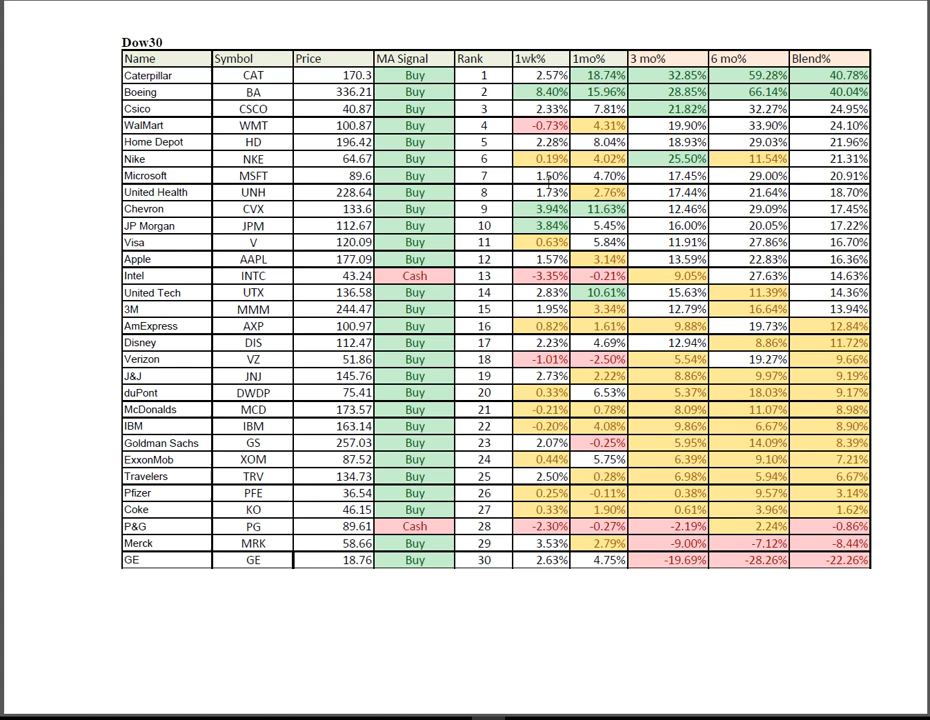 Dow30
Name Symbol Price MA Signal Rank 1wk% 1mo% 3 mo% 6 mo% Blend%
Caterpillar CAT 170.3 Buy 1 2.57% 18.74% 32.85% 59.28% 40.78%
Boeing BA 336.21 Buy 2 8.40% 15.96% 28.85% 66.14% 40.04%
Csico CSCO 40.87 Buy 3 2.33% 7.81% 21.82% 32.27% 24.95%
WalMart WMT 100.87 Buy 4 -0.73% 4.31% 19.90% 33.90% 24.10%
Home Depot HD 196.42 Buy 5 2.28% 8.04% 18.93% 29.03% 21.96%
Nike NKE 64.67 Buy 6 0.19% 4.02% 25.50% 11.54% 21.31%
Microsoft MSFT 89.6 Buy 7 1.50% 4.70% 17.45% 29.00% 20.91%
United Health UNH 228.64 Buy 8 1.73% 2.76% 17.44% 21.64% 18.70%
Chevron CVX 133.6 Buy 9 3.94% 11.63% 12.46% 29.09% 17.45%
JP Morgan JPM 112.67 Buy 10 3.84% 5.45% 16.00% 20.05% 17.22%
Visa V 120.09 Buy 11 0.63% 5.84% 11.91% 27.86% 16.70%
Apple AAPL 177.09 Buy 12 1.57% 3.14% 13.59% 22.83% 16.36%
Intel INTC 43.24 Cash 13 -3.35% -0.21% 9.05% 27.63% 14.63%
United Tech UTX 136.58 Buy 14 2.83% 10.61% 15.63% 11.39% 14.36%
3M MMM 244.47 Buy 15 1.95% 3.34% 12.79% 16.64% 13.94%
AmExpress AXP 100.97 Buy 16 0.82% 1.61% 9.88% 19.73% 12.84%
Disney DIS 112.47 Buy 17 2.23% 4.69% 12.94% 8.86% 11.72%
Verizon VZ 51.86 Buy 18 -1.01% -2.50% 5.54% 19.27% 9.66%
J&J JNJ 145.76 Buy 19 2.73% 2.22% 8.86% 9.97% 9.19%
duPont DWDP 75.41 Buy 20 0.33% 6.53% 5.37% 18.03% 9.17%
McDonalds MCD 173.57 Buy 21 -0.21% 0.78% 8.09% 11.07% 8.98%
IBM IBM 163.14 Buy 22 -0.20% 4.08% 9.86% 6.67% 8.90%
Goldman Sachs GS 257.03 Buy 23 2.07% -0.25% 5.95% 14.09% 8.39%
ExxonMob XOM 87.52 Buy 24 0.44% 5.75% 6.39% 9.10% 7.21%
Travelers TRV 134.73 Buy 25 2.50% 0.28% 6.98% 5.94% 6.67%
Pfizer PFE 36.54 Buy 26 0.25% -0.11% 0.38% 9.57% 3.14%
Coke KO 46.15 Buy 27 0.33% 1.90% 0.61% 3.96% 1.62%
P&G PG 89.61 Cash 28 -2.30% -0.27% -2.19% 2.24% -0.86%
Merck MRK 58.66 Buy 29 3.53% 2.79% -9.00% -7.12% -8.44%
GE GE 18.76 Buy 30 2.63% 4.75% -19.69% -28.26% -22.26%